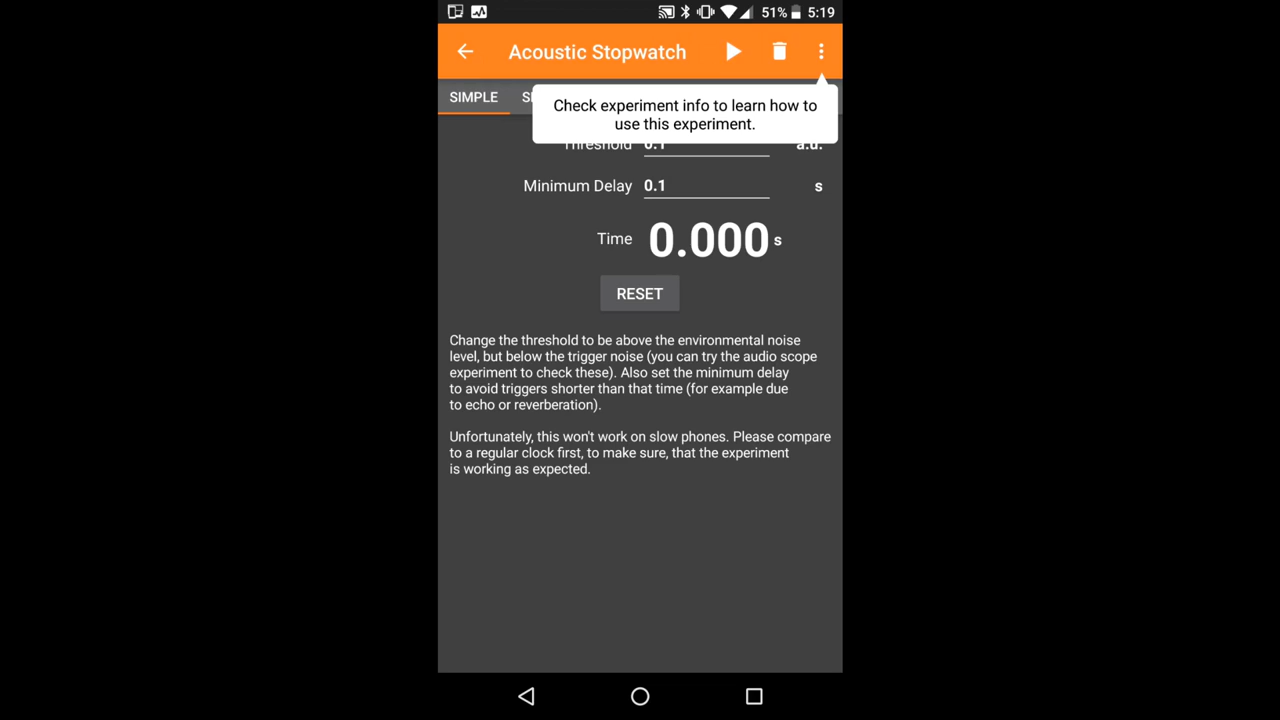 51% 5:19
Acoustic Stopwatch
SIMPLE
Check experiment info to learn how to
use this experiment.
Threshold 0.1 a.u.
Minimum Delay 0.1 s
Time 0.000 s
RESET
Change the threshold to be above the environmental noise
level, but below the trigger noise (you can try the audio scope
experiment to check these). Also set the minimum delay
to avoid triggers shorter than that time (for example due
to echo or reverberation).
Unfortunately, this won't work on slow phones. Please compare
to a regular clock first, to make sure, that the experiment
is working as expected.